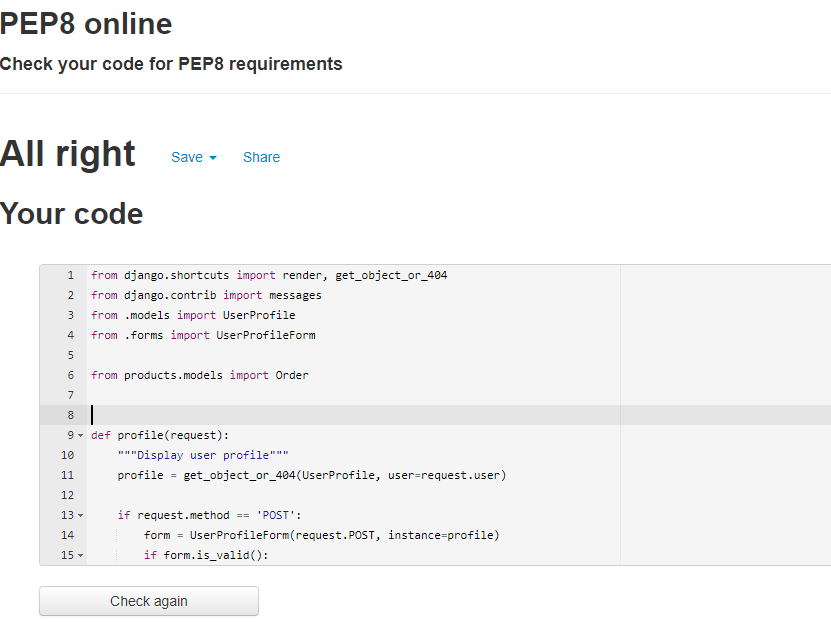 PEP8 online
Check your code for PEP8 requirements
All right Save Share
Your code
1 from django.shortcuts import render, get_object_or_404
2 from django.contrib import messages
3 from .models import UserProfile
4 from .forms import UserProfileForm
5
6 from products.models import Order
7
8
9 def profile(request):
10     """Display user profile"""
11     profile = get_object_or_404(UserProfile, user=request.user)
12
13     if request.method == 'POST':
14         form = UserProfileForm(request.POST, instance=profile)
15         if form.is_valid():
Check again